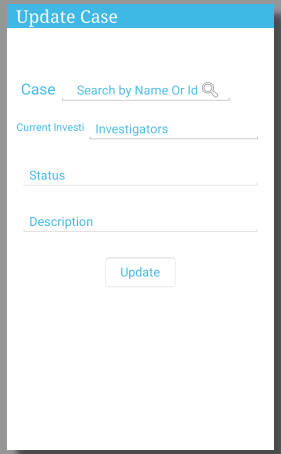 Update Case
Case Search by Name Or Id
Current Investi Investigators
Status
Description
Update